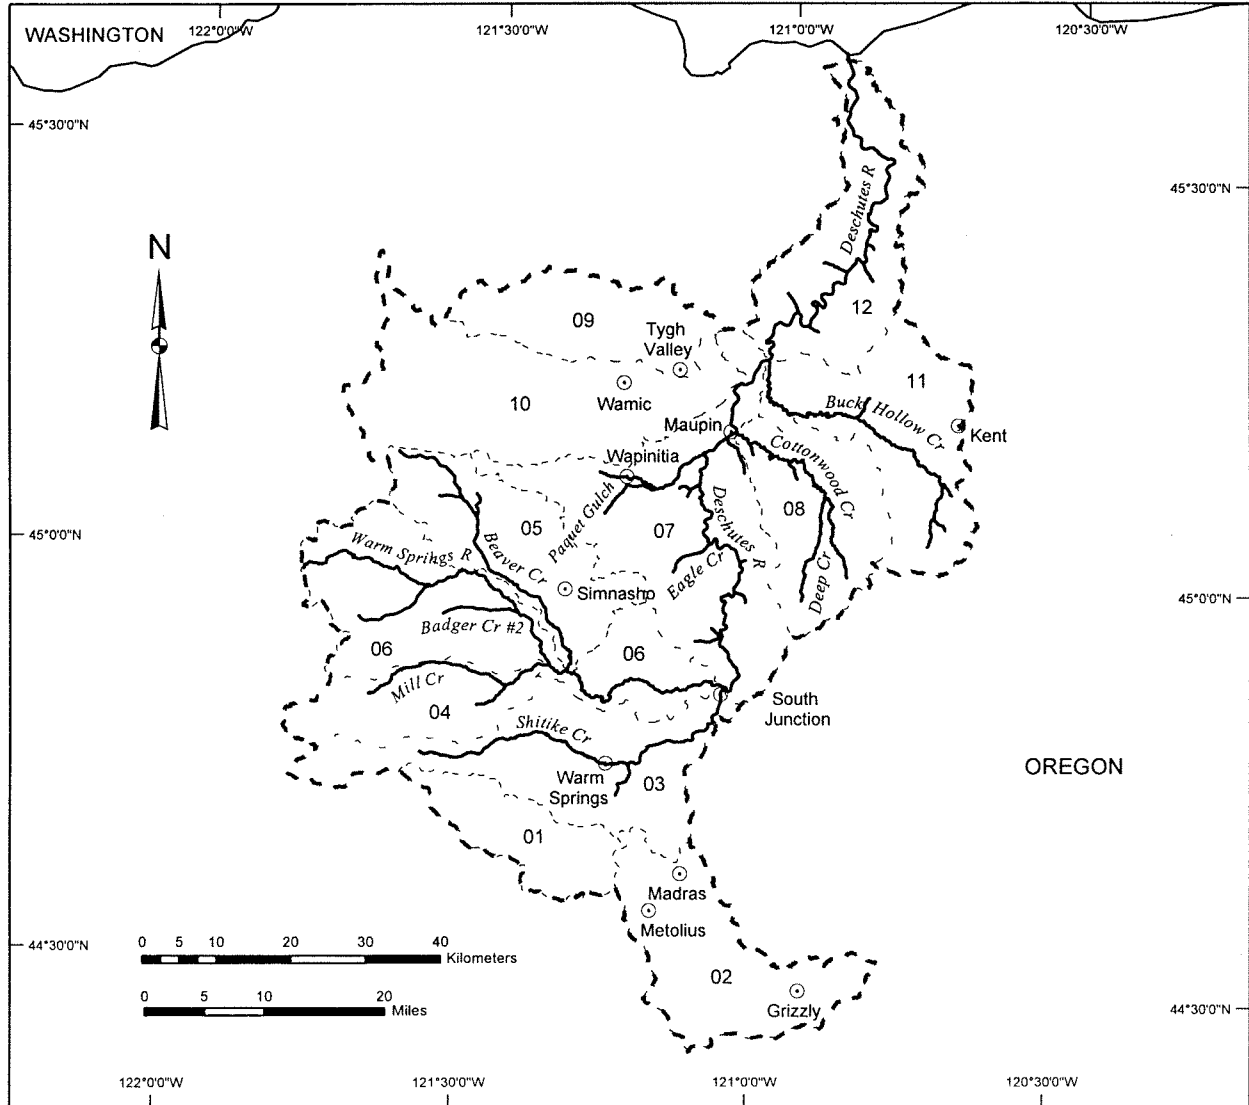 WASHINGTON
122°0'0"W
121°30'0"W
121°0'0"W
120°30'0"W
45°30'0"N
45°30'0"N
N
Deschutes R
12
09
Tygh
Valley
11
10
Wamic
Buck Hollow Cr
Maupin
Kent
Cottonwood Cr
Wapinitia
Paquet Gulch
05
07
Deschutes R
08
45°0'0"N
Warm Springs R
Beaver Cr
Eagle Cr
Deep Cr
Simnasho
45°0'0"N
Badger Cr #2
06
06
Mill Cr
04
South
Junction
Shitike Cr
OREGON
Warm
Springs
03
01
Madras
Metolius
44°30'0"N
0 5 10 20 30 40
Kilometers
02
0 5 10 20
Miles
Grizzly
44°30'0"N
122°0'0"W
121°30'0"W
121°0'0"W
120°30'0"W